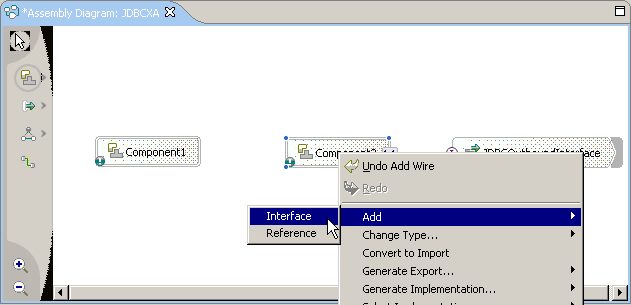 *Assembly Diagram: JDBCXA
Component1
JDBCOutboundInterface
Undo Add Wire
Redo
Interface
Add
Reference
Change Type...
Convert to Import
Generate Export...
Generate Implementation...